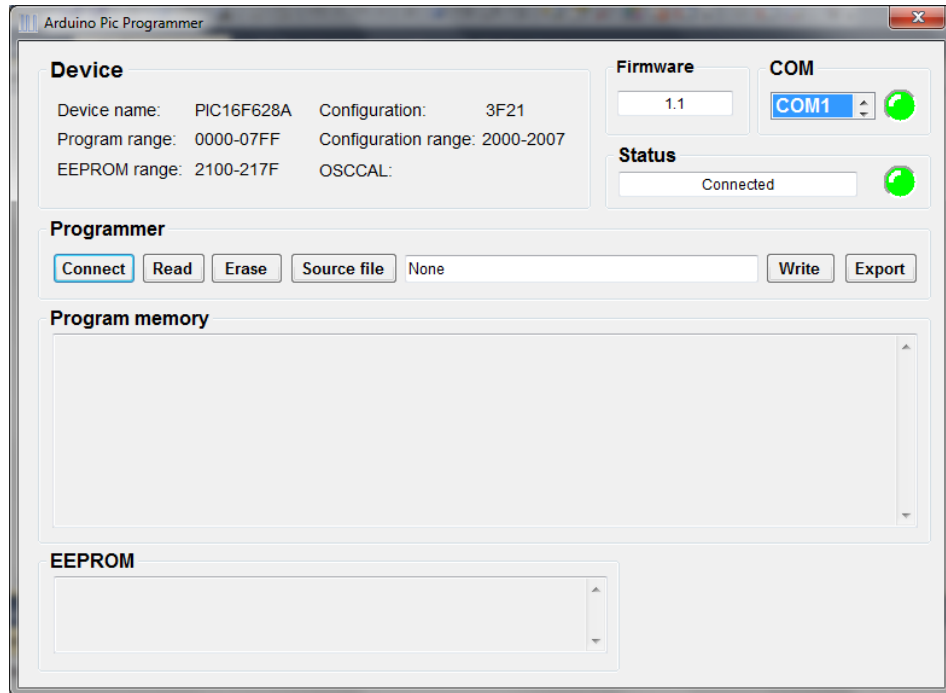 Arduino Pic Programmer
Device
Device name: PIC16F628A Configuration: 3F21
Program range: 0000-07FF Configuration range: 2000-2007
EEPROM range: 2100-217F OSCCAL:
Firmware
1.1
COM
COM1
Status
Connected
Programmer
Connect Read Erase Source file None Write Export
Program memory
EEPROM